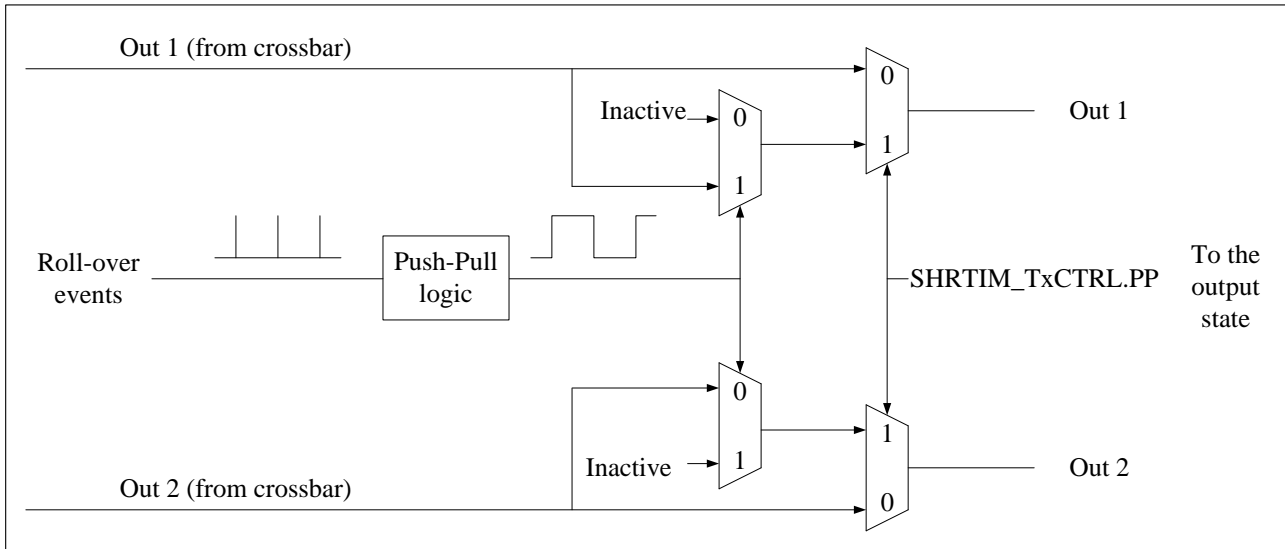 Out 1 (from crossbar)
0
Inactive
0
Out 1
1
1
Roll-over
events
Push-Pull
logic
SHRTIM_TxCTRL.PP
To the
output
state
0
1
Inactive
1
Out 2
Out 2 (from crossbar)
0